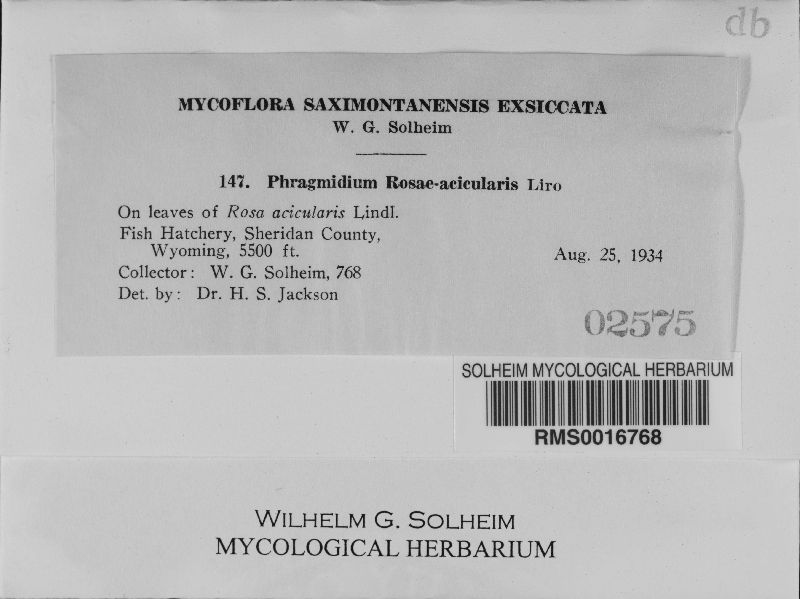 db
MYCOFLORA SAXIMONTANENSIS EXSICCATA
W. G. Solheim
147. Phragmidium Rosae-acicularis Liro
On leaves of Rosa acicularis Lindl.
Fish Hatchery, Sheridan County,
Wyoming, 5500 ft.
Aug. 25, 1934
Collector: W. G. Solheim, 768
Det. by: Dr. H. S. Jackson
02575
SOLHEIM MYCOLOGICAL HERBARIUM
RMS0016768
WILHELM G. SOLHEIM
MYCOLOGICAL HERBARIUM